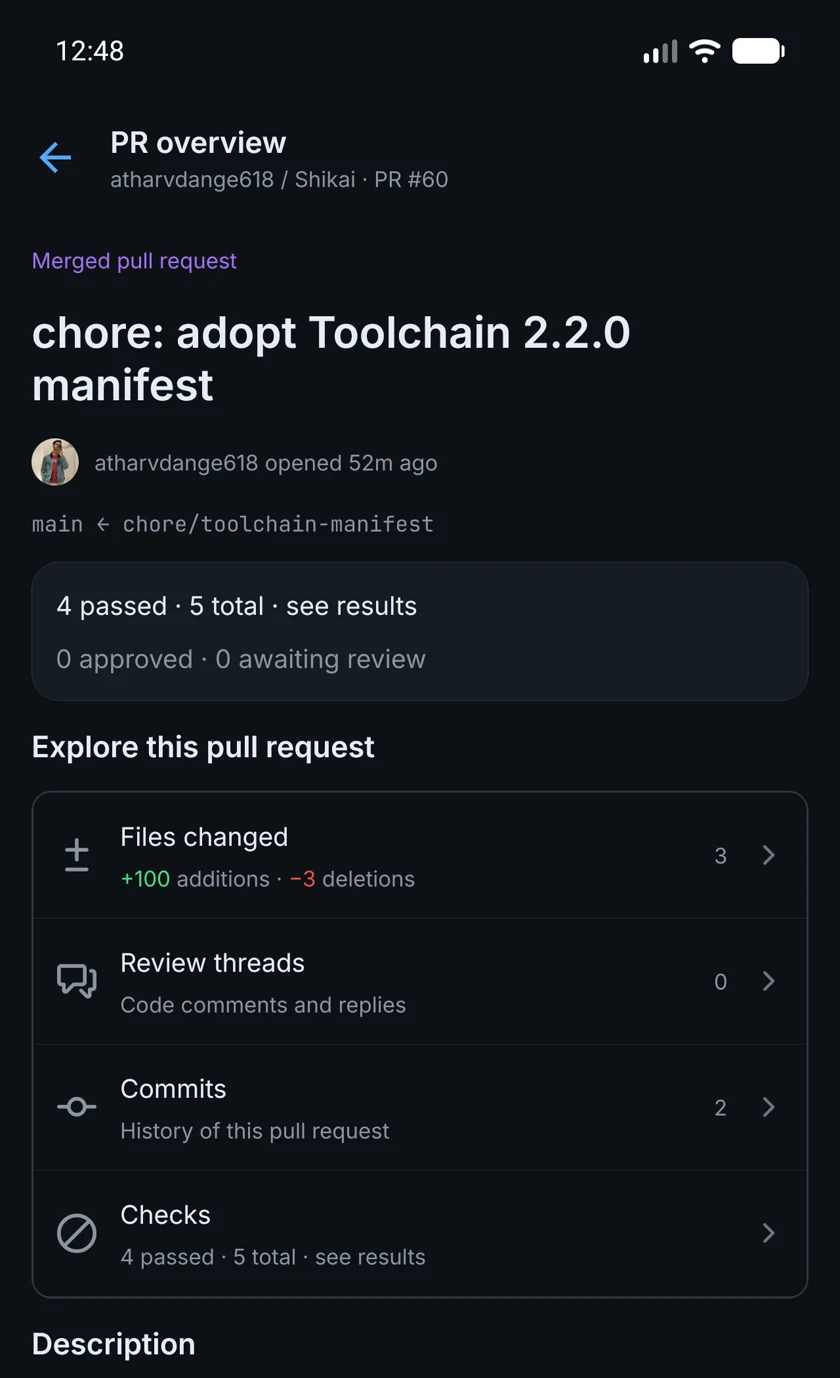 12:48
PR overview
atharvdange618 / Shikai · PR #60
Merged pull request
chore: adopt Toolchain 2.2.0
manifest
atharvdange618 opened 52m ago
main ← chore/toolchain-manifest
4 passed · 5 total · see results
0 approved · 0 awaiting review
Explore this pull request
Files changed
+100 additions · −3 deletions
3
Review threads
Code comments and replies
0
Commits
History of this pull request
2
Checks
4 passed · 5 total · see results
Description